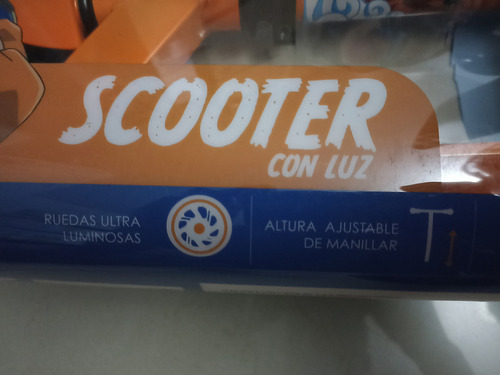 SCOOTER
CON LUZ
RUEDAS ULTRA
LUMINOSAS
ALTURA AJUSTABLE
DE MANILLAR